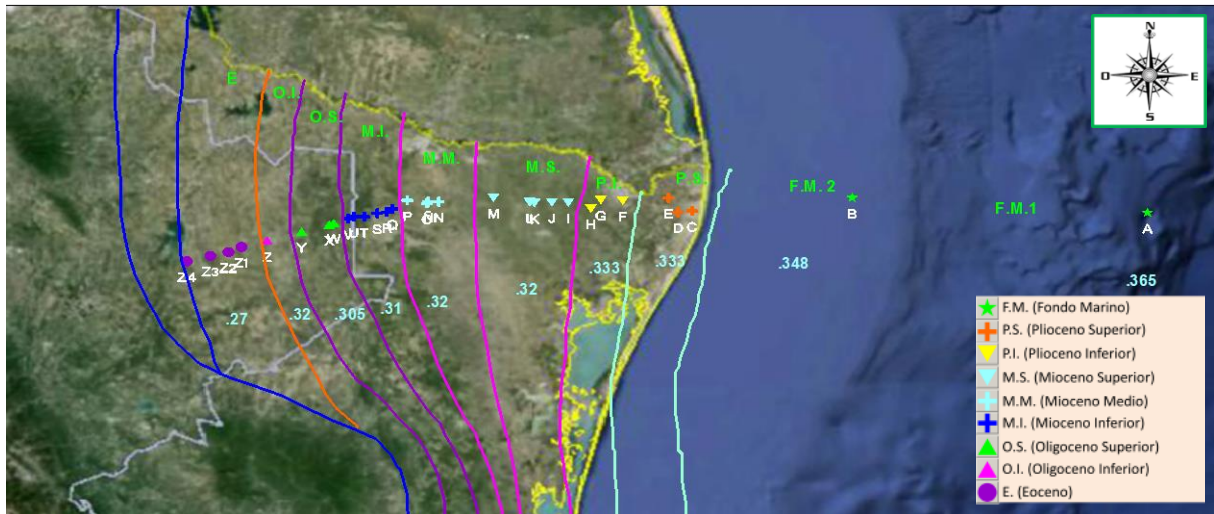 N
O
E
S
E
O.I.
O.S.
M.I.
M.M.
M.S.
P.I.
P.S.
F.M. 2
F.M.1
Z4
Z3
Z2
Z1
Z
Y
X
W
U
T
S
R
Q
P
O
N
M
L
K
J
I
H
G
F
E
D
C
B
A
.27
.32
.305
.31
.32
.32
.333
.333
.348
.365
F.M. (Fondo Marino)
P.S. (Plioceno Superior)
P.I. (Plioceno Inferior)
M.S. (Mioceno Superior)
M.M. (Mioceno Medio)
M.I. (Mioceno Inferior)
O.S. (Oligoceno Superior)
O.I. (Oligoceno Inferior)
E. (Eoceno)